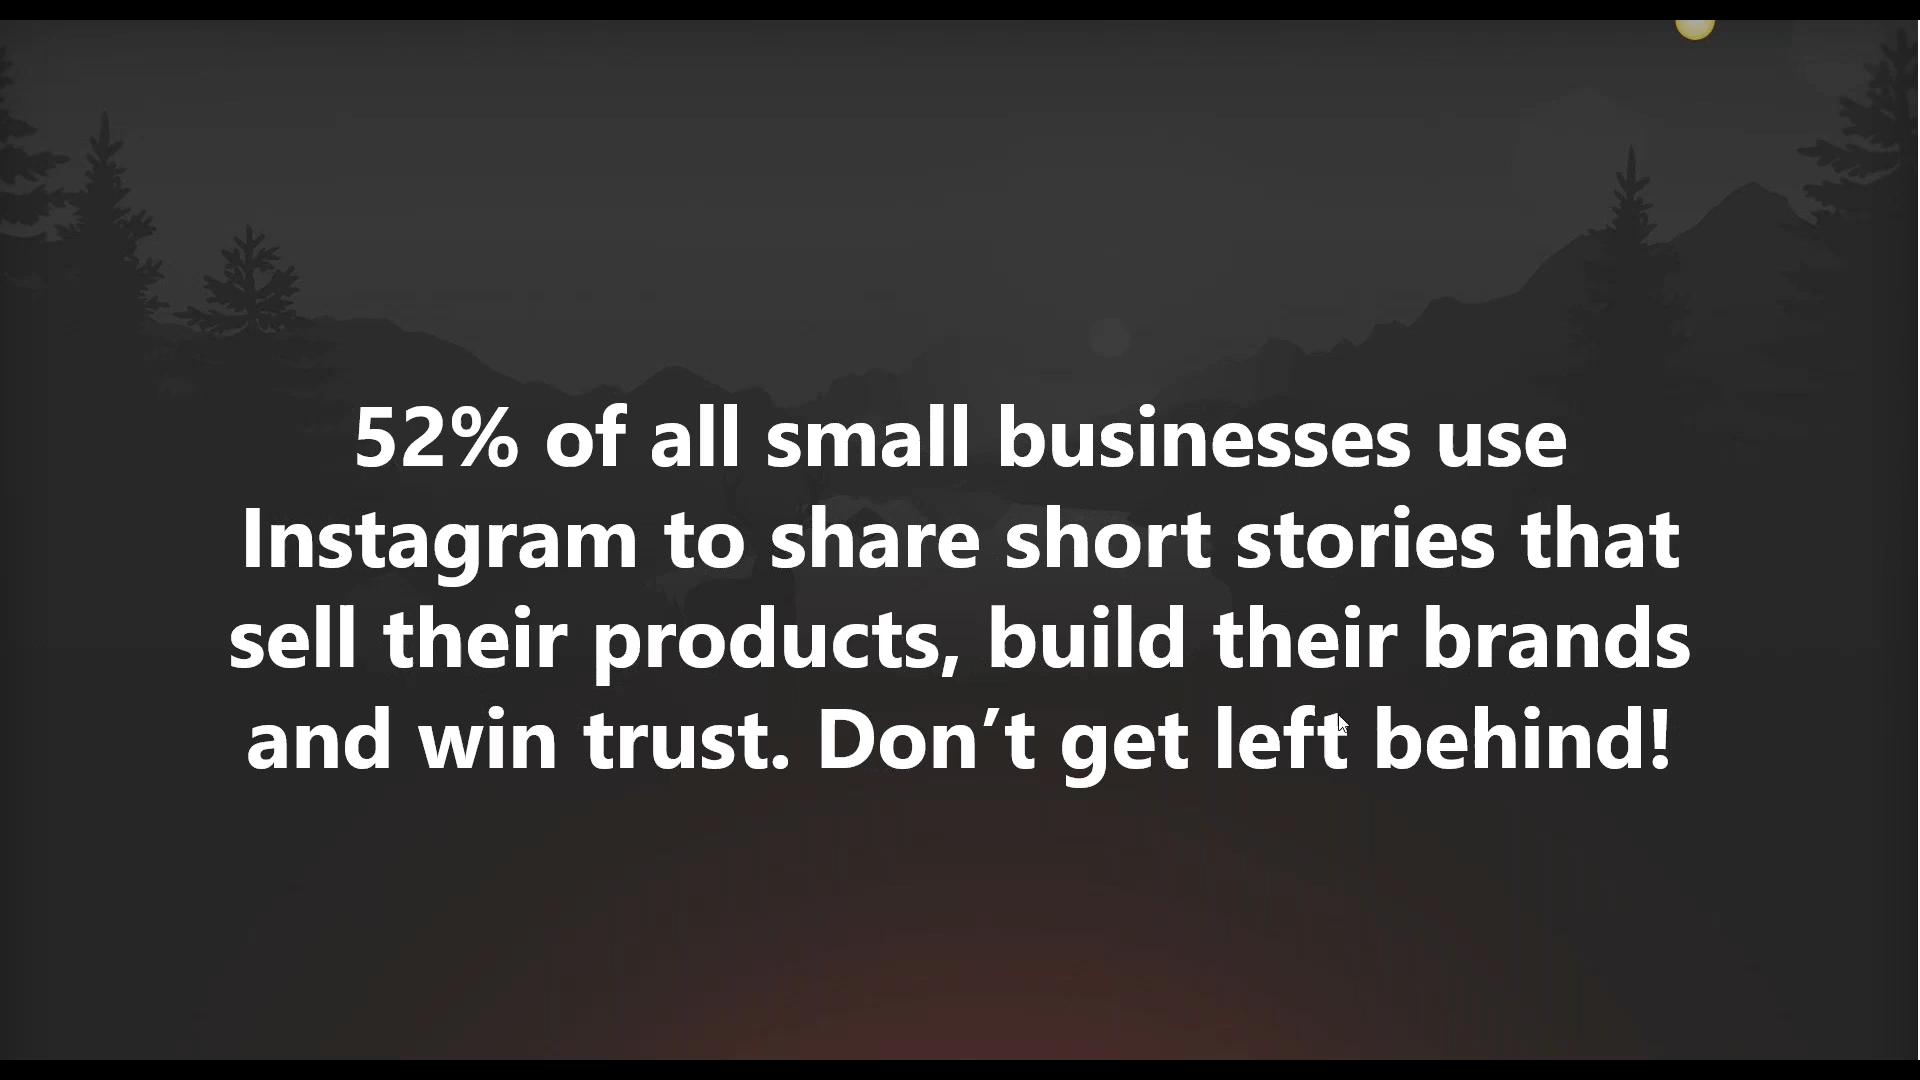 52% of all small businesses use
Instagram to share short stories that
sell their products, build their brands
and win trust. Don’t get left behind!